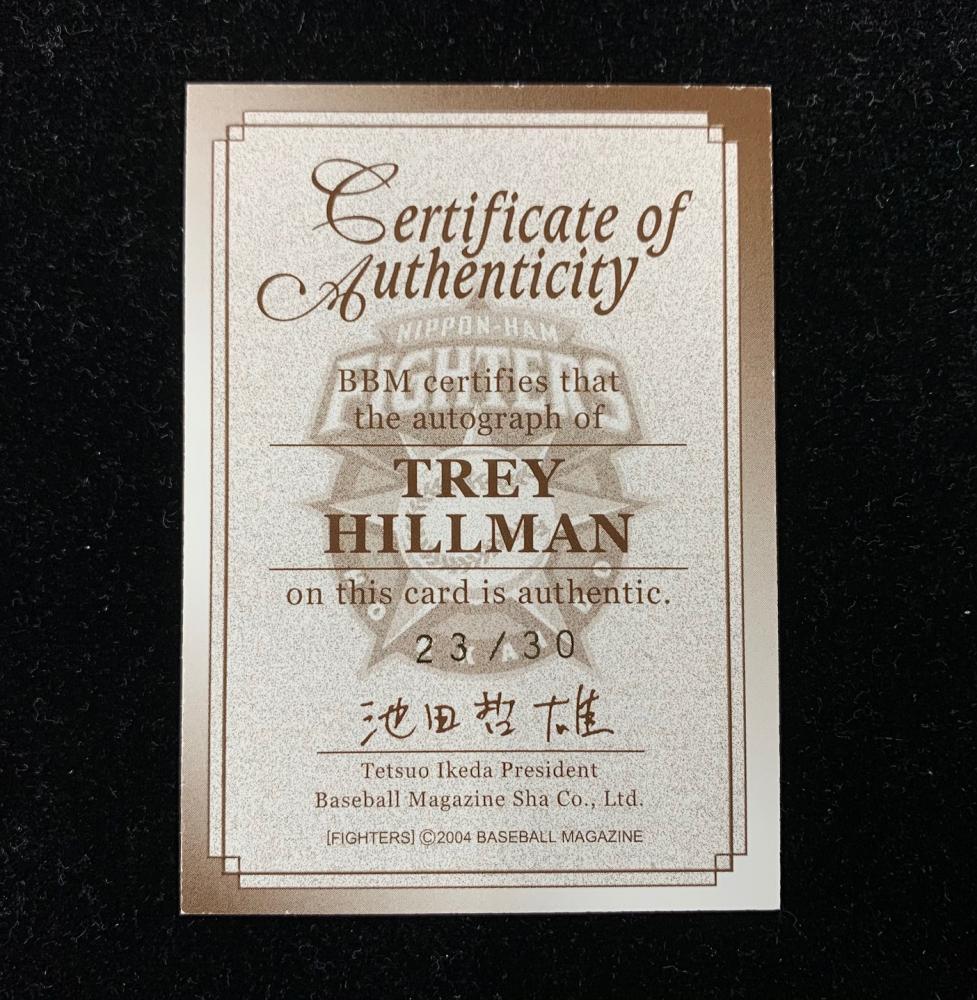 Certificate of
Authenticity
NIPPON-HAM
FIGHTERS
BBM certifies that
the autograph of
TREY
HILLMAN
on this card is authentic.
23/30
池田哲雄
Tetsuo Ikeda President
Baseball Magazine Sha Co., Ltd.
[FIGHTERS] ©2004 BASEBALL MAGAZINE